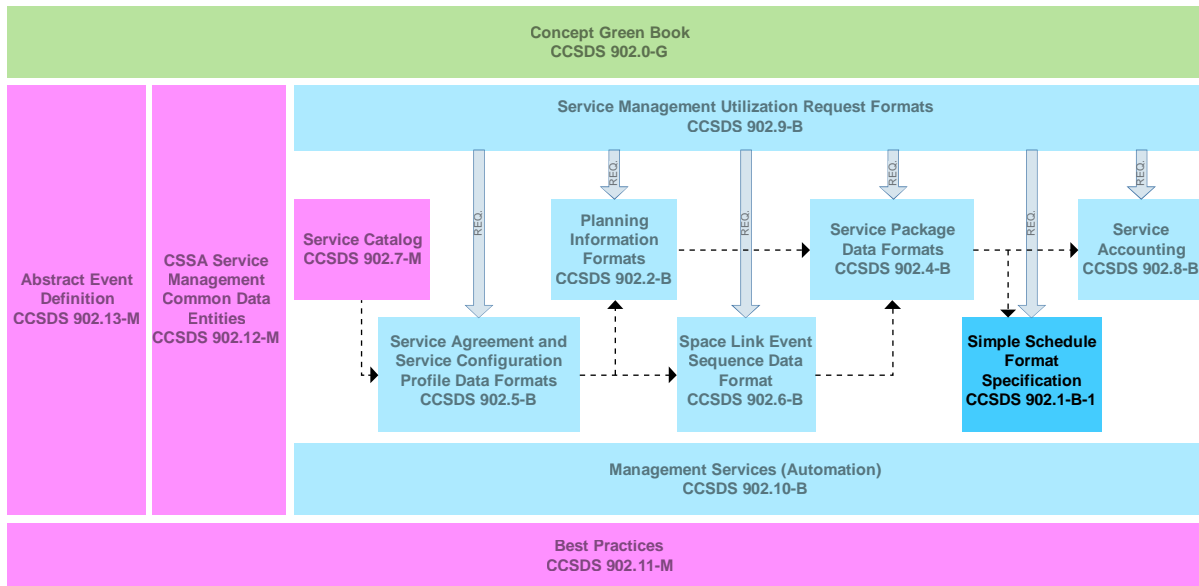 Concept Green Book
CCSDS 902.0-G
Service Management Utilization Request Formats
CCSDS 902.9-B
REQ.
REQ.
REQ.
REQ.
REQ.
REQ.
Abstract Event
Definition
CCSDS 902.13-M
CSSA Service
Management
Common Data
Entities
CCSDS 902.12-M
Service Catalog
CCSDS 902.7-M
Planning
Information
Formats
CCSDS 902.2-B
Service Package
Data Formats
CCSDS 902.4-B
Service
Accounting
CCSDS 902.8-B
Service Agreement and
Service Configuration
Profile Data Formats
CCSDS 902.5-B
Space Link Event
Sequence Data
Format
CCSDS 902.6-B
Simple Schedule
Format
Specification
CCSDS 902.1-B-1
Management Services (Automation)
CCSDS 902.10-B
Best Practices
CCSDS 902.11-M